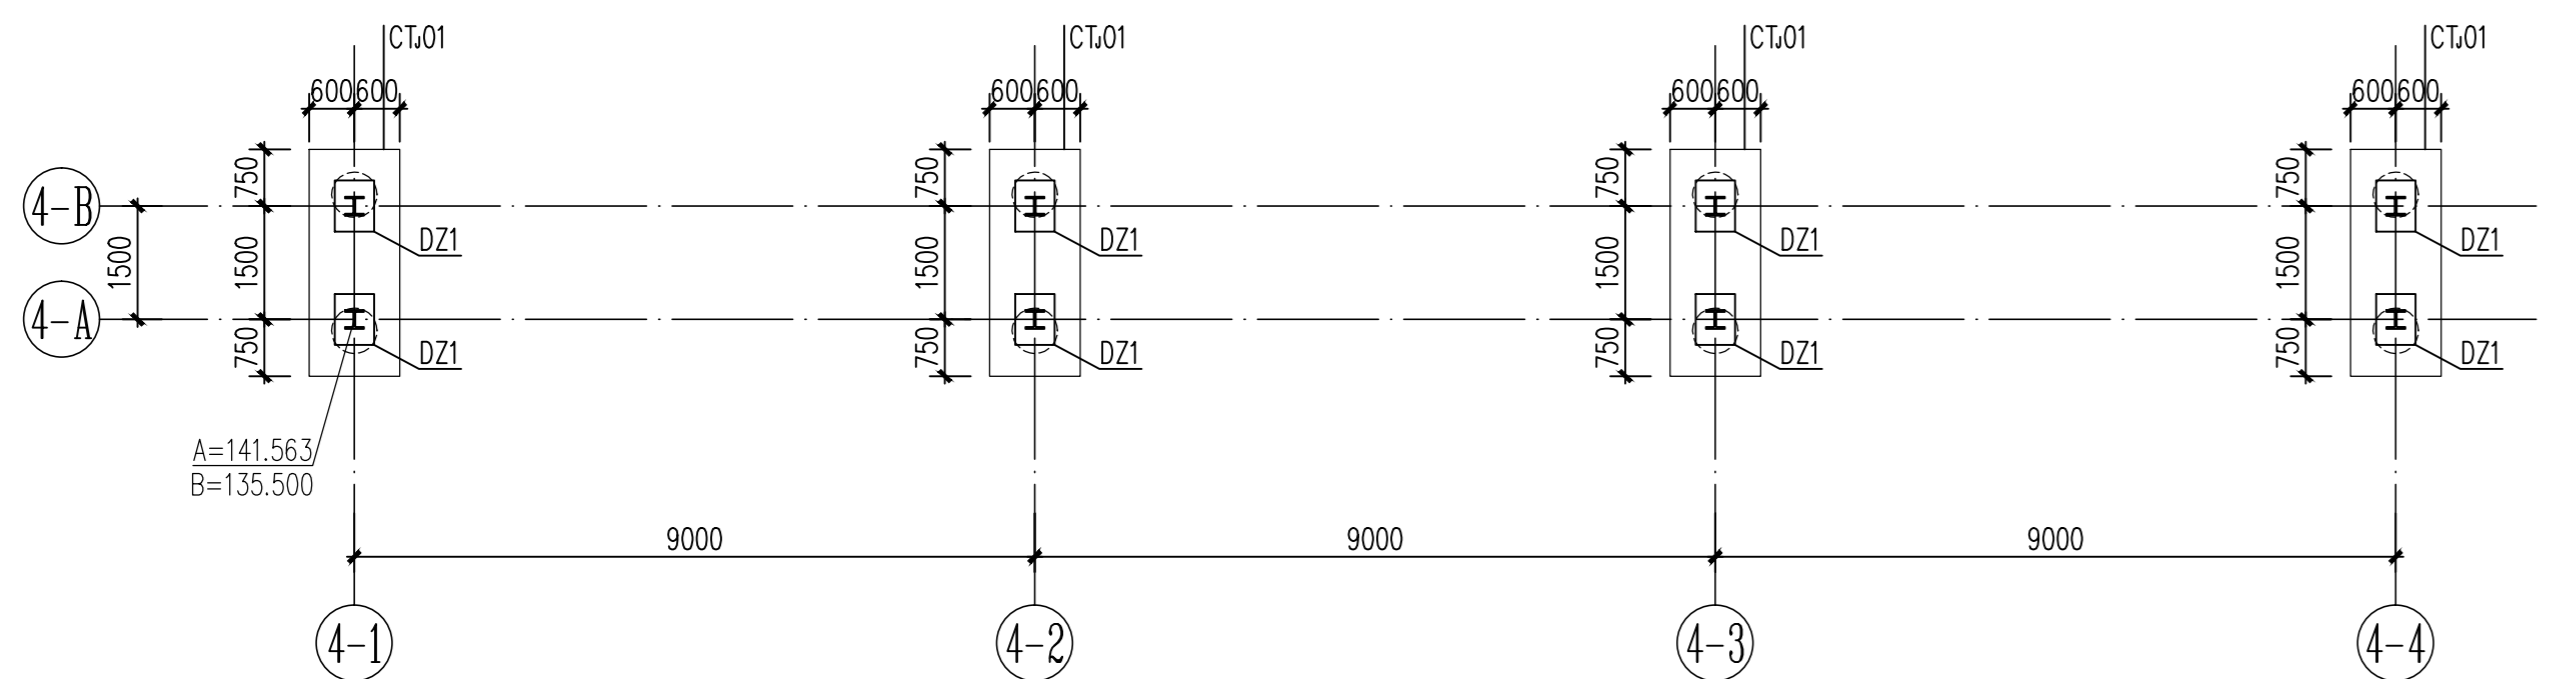 CTJ01 CTJ01 CTJ01 CTJ01
600 600 600 600 600 600 600 600
750 750 750 750
4-B
DZ1 DZ1 DZ1 DZ1
1500 1500 1500 1500 1500
4-A
DZ1 DZ1 DZ1 DZ1
750 750 750 750
A=141.563
B=135.500
9000 9000 9000
4-1 4-2 4-3 4-4